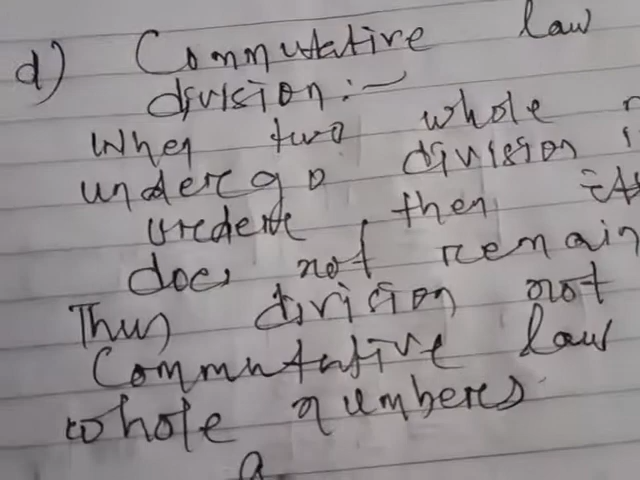 d) Commutative law
division :-
When two whole
undergo division
then its
does not remain
Thus division not
Commutative law
whole numbers.
a